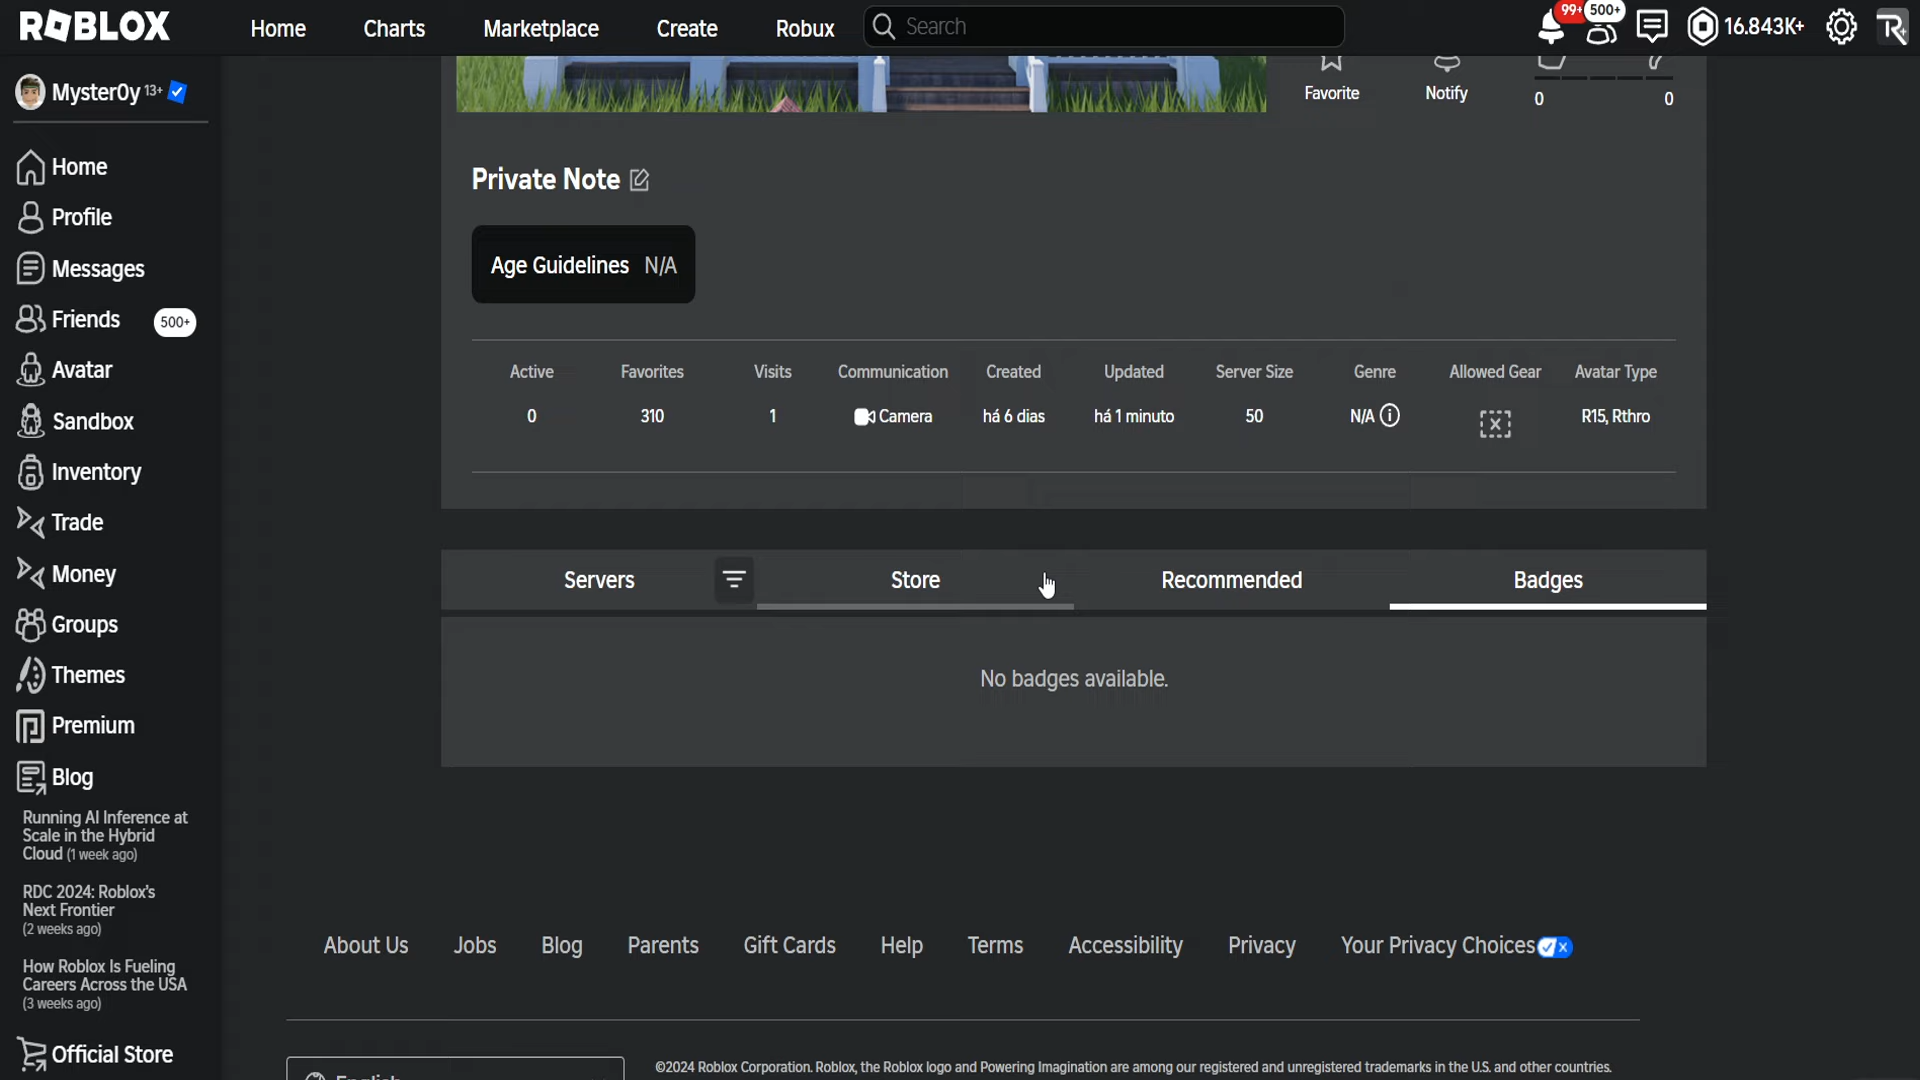 ROBLOX
Home
Charts
Marketplace
Create
Robux
Search
99+
500+
16.843K+
Myster0y 13+
Home
Profile
Messages
Friends
500+
Avatar
Sandbox
Inventory
Trade
Money
Groups
Themes
Premium
Blog
Running AI Inference at
Scale in the Hybrid
Cloud (1 week ago)
RDC 2024: Roblox's
Next Frontier
(2 weeks ago)
How Roblox Is Fueling
Careers Across the USA
(3 weeks ago)
Official Store
Favorite
Notify
0
0
Private Note
Age Guidelines N/A
Active
Favorites
Visits
Communication
Created
Updated
Server Size
Genre
Allowed Gear
Avatar Type
0
310
1
Camera
há 6 dias
há 1 minuto
50
N/A
R15, Rthro
Servers
Store
Recommended
Badges
No badges available.
About Us
Jobs
Blog
Parents
Gift Cards
Help
Terms
Accessibility
Privacy
Your Privacy Choices
English
©2024 Roblox Corporation. Roblox, the Roblox logo and Powering Imagination are among our registered and unregistered trademarks in the U.S. and other countries.